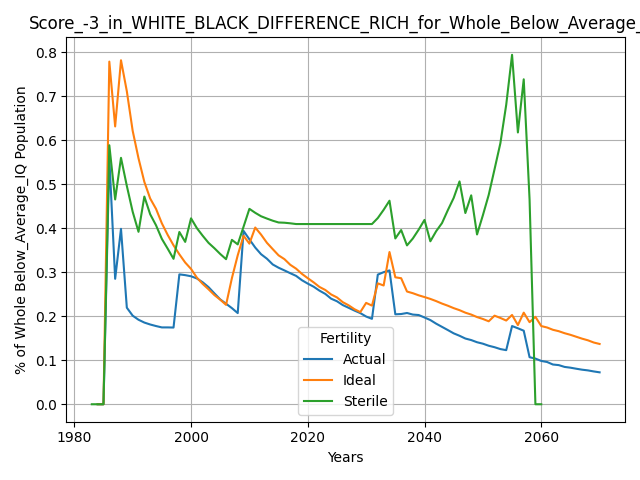 Score_-3_in_WHITE_BLACK_DIFFERENCE_RICH_for_Whole_Below_Average_
% of Whole Below_Average_IQ Population
0.8
0.7
0.6
0.5
0.4
0.3
0.2
0.1
0.0
Fertility
Actual
Ideal
Sterile
1980 2000 2020 2040 2060
Years